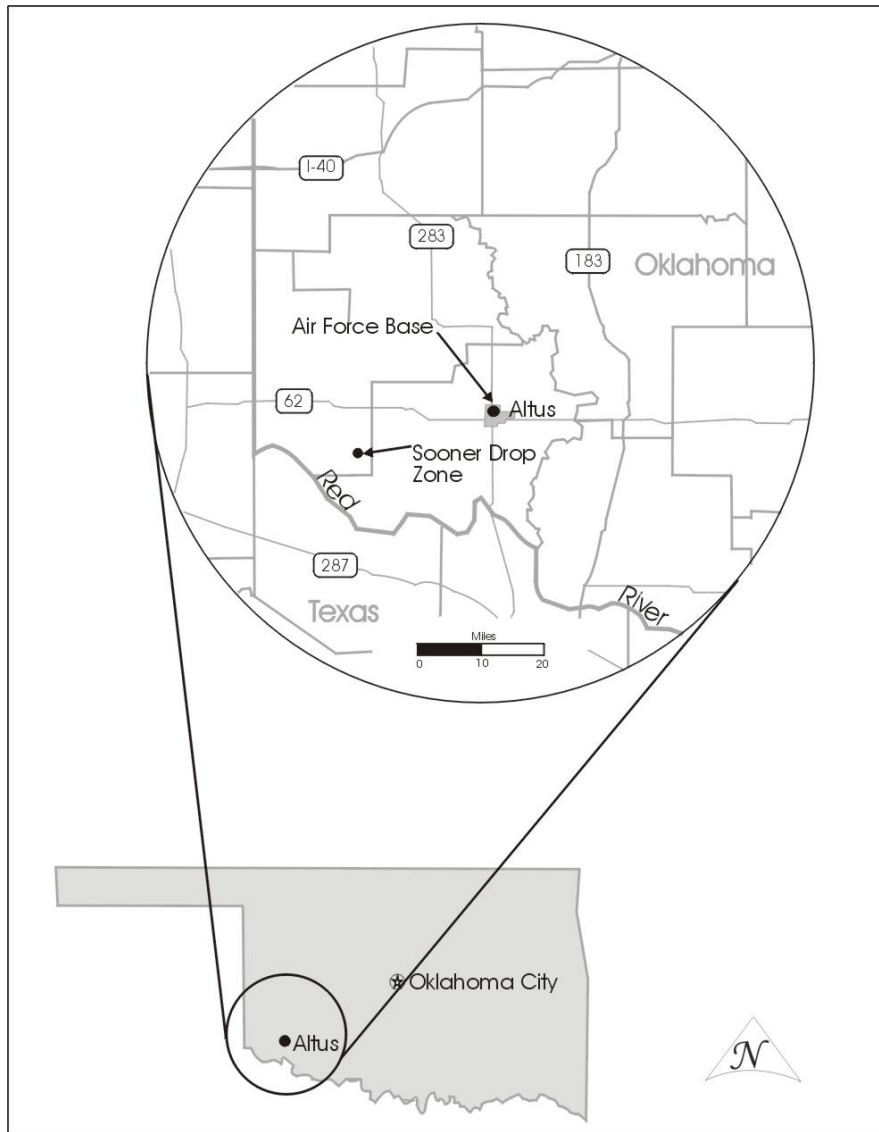 I-40
283
183
Oklahoma
Air Force Base
62
Altus
Sooner Drop
Zone
Red
287
Texas
River
Miles
0 10 20
Oklahoma City
Altus
N